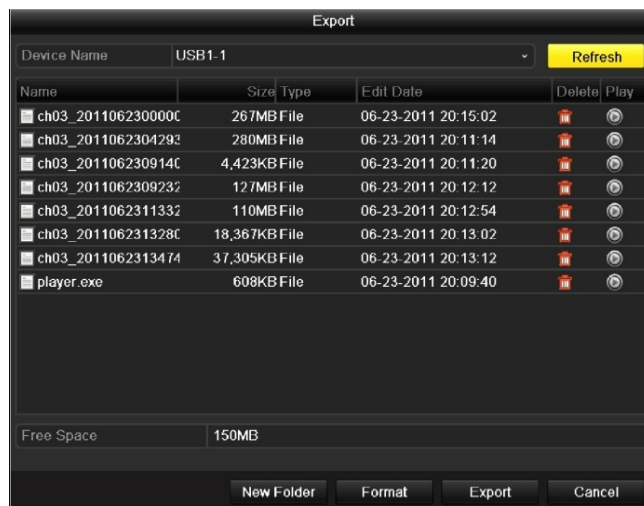 Export
Device Name USB1-1 Refresh
Name Size Type Edit Date Delete Play
ch03_2011062300000 267MB File 06-23-2011 20:15:02
ch03_2011062304293 280MB File 06-23-2011 20:11:14
ch03_201106230914 4,423KB File 06-23-2011 20:11:20
ch03_2011062309232 127MB File 06-23-2011 20:12:12
ch03_2011062311332 110MB File 06-23-2011 20:12:54
ch03_201106231328 18,367KB File 06-23-2011 20:13:02
ch03_2011062313474 37,305KB File 06-23-2011 20:13:12
player.exe 608KB File 06-23-2011 20:09:40
Free Space 150MB
New Folder Format Export Cancel